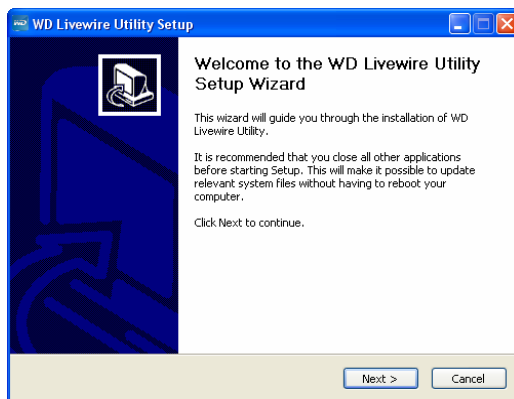 WD Livewire Utility Setup
Welcome to the WD Livewire Utility
Setup Wizard
This wizard will guide you through the installation of WD
Livewire Utility.
It is recommended that you close all other applications
before starting Setup. This will make it possible to update
relevant system files without having to reboot your
computer.
Click Next to continue.
Next >
Cancel